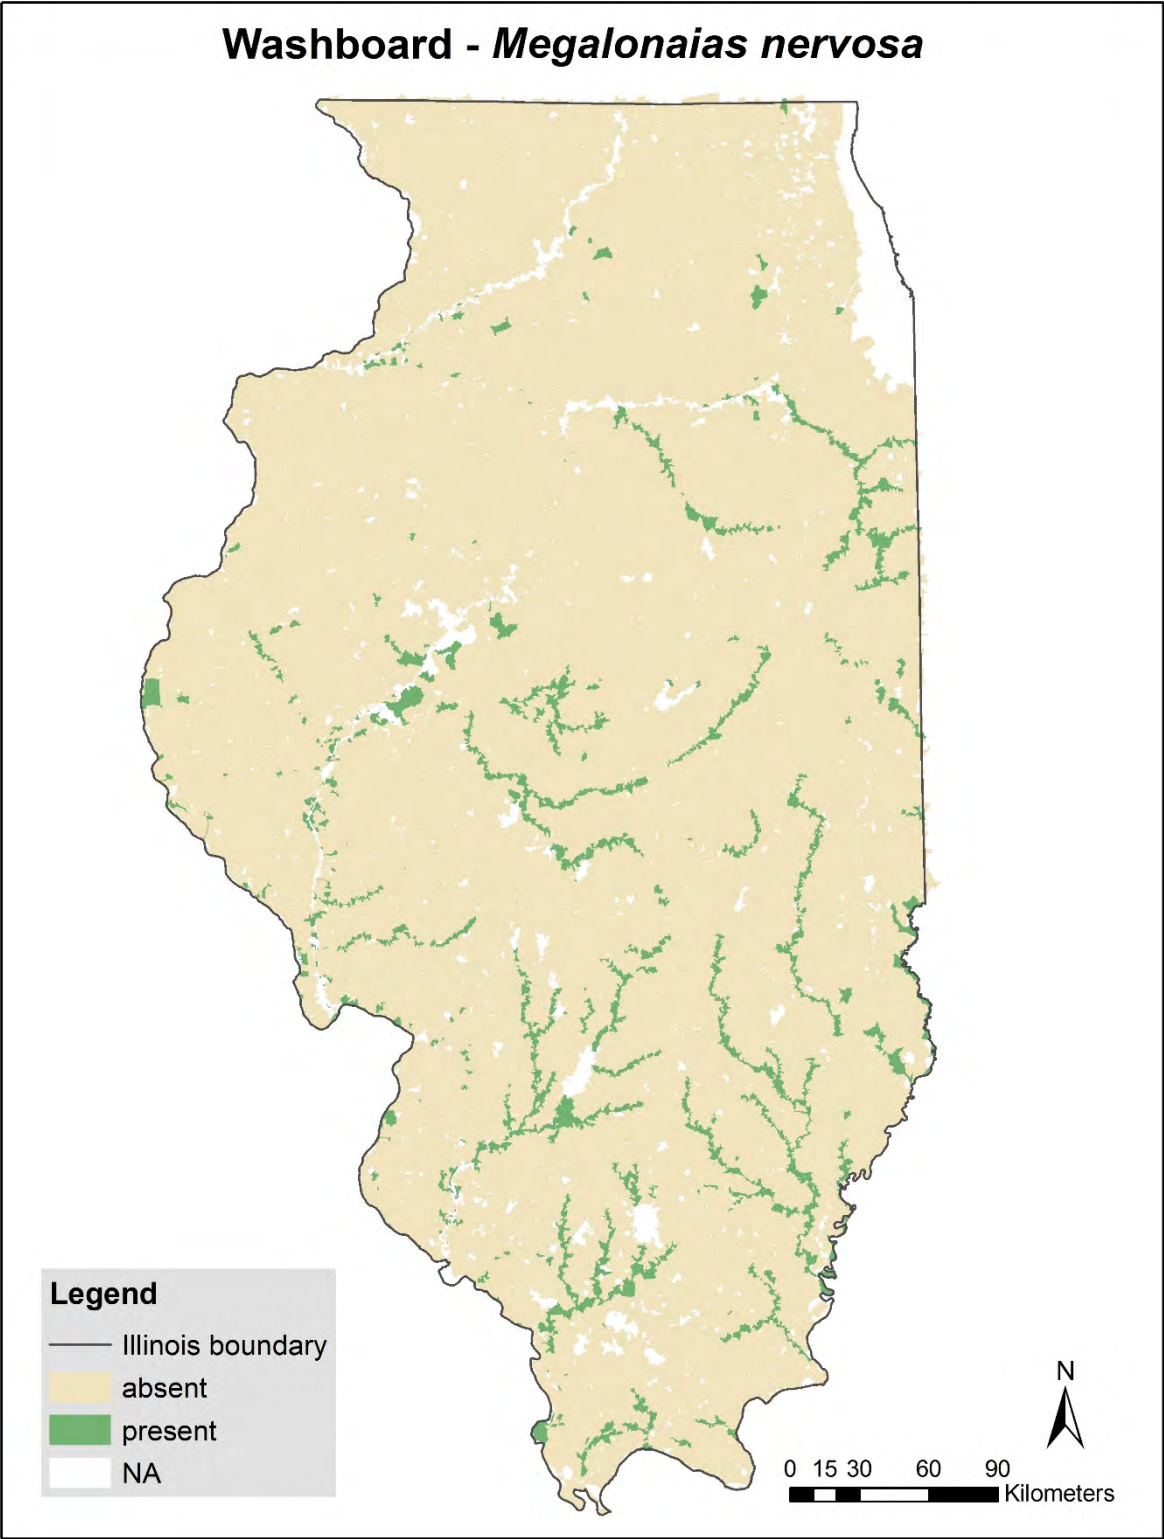 Washboard - Megalonaias nervosa
Legend
Illinois boundary
absent
present
NA
N
0 15 30 60 90
Kilometers